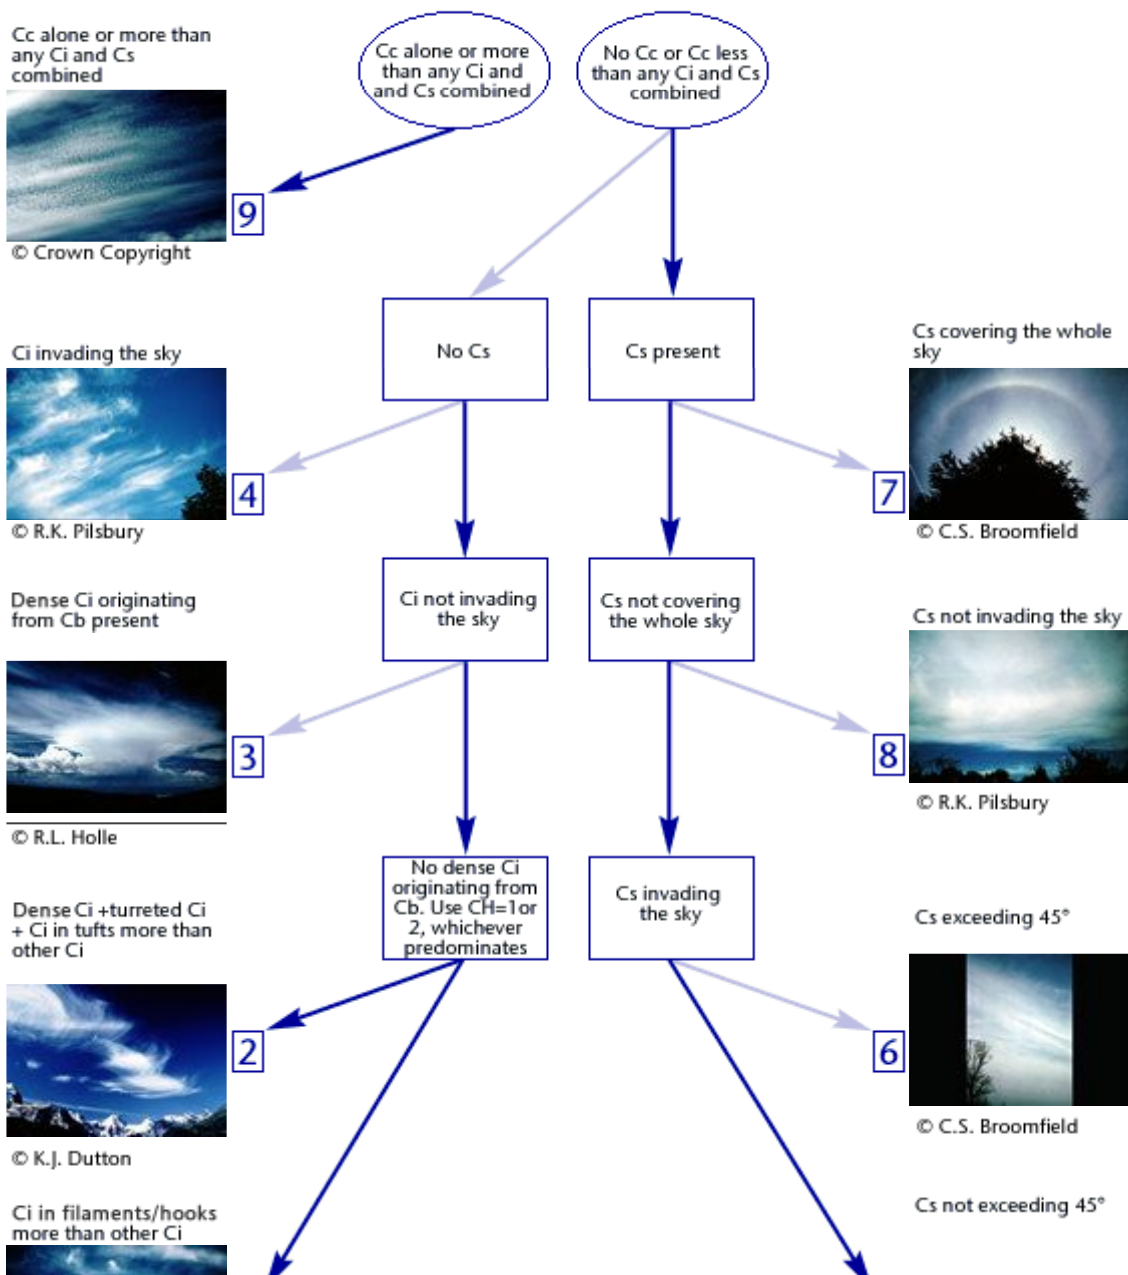 Cc alone or more than
any Ci and Cs
combined
© Crown Copyright
9
Cc alone or more
than any Ci and
and Cs combined
No Cc or Cc less
than any Ci and Cs
combined
No Cs
Cs present
Ci invading the sky
© R.K. Pilsbury
4
Cs covering the whole
sky
7
© C.S. Broomfield
Ci not invading
the sky
Cs not covering
the whole sky
Dense Ci originating
from Cb present
© R.L. Holle
3
Cs not invading the sky
8
© R.K. Pilsbury
No dense Ci
originating from
Cb. Use CH=1or
2, whichever
predominates
Cs invading
the sky
Dense Ci +turreted Ci
+ Ci in tufts more than
other Ci
© K.J. Dutton
2
Cs exceeding 45°
6
© C.S. Broomfield
Ci in filaments/hooks
more than other Ci
Cs not exceeding 45°